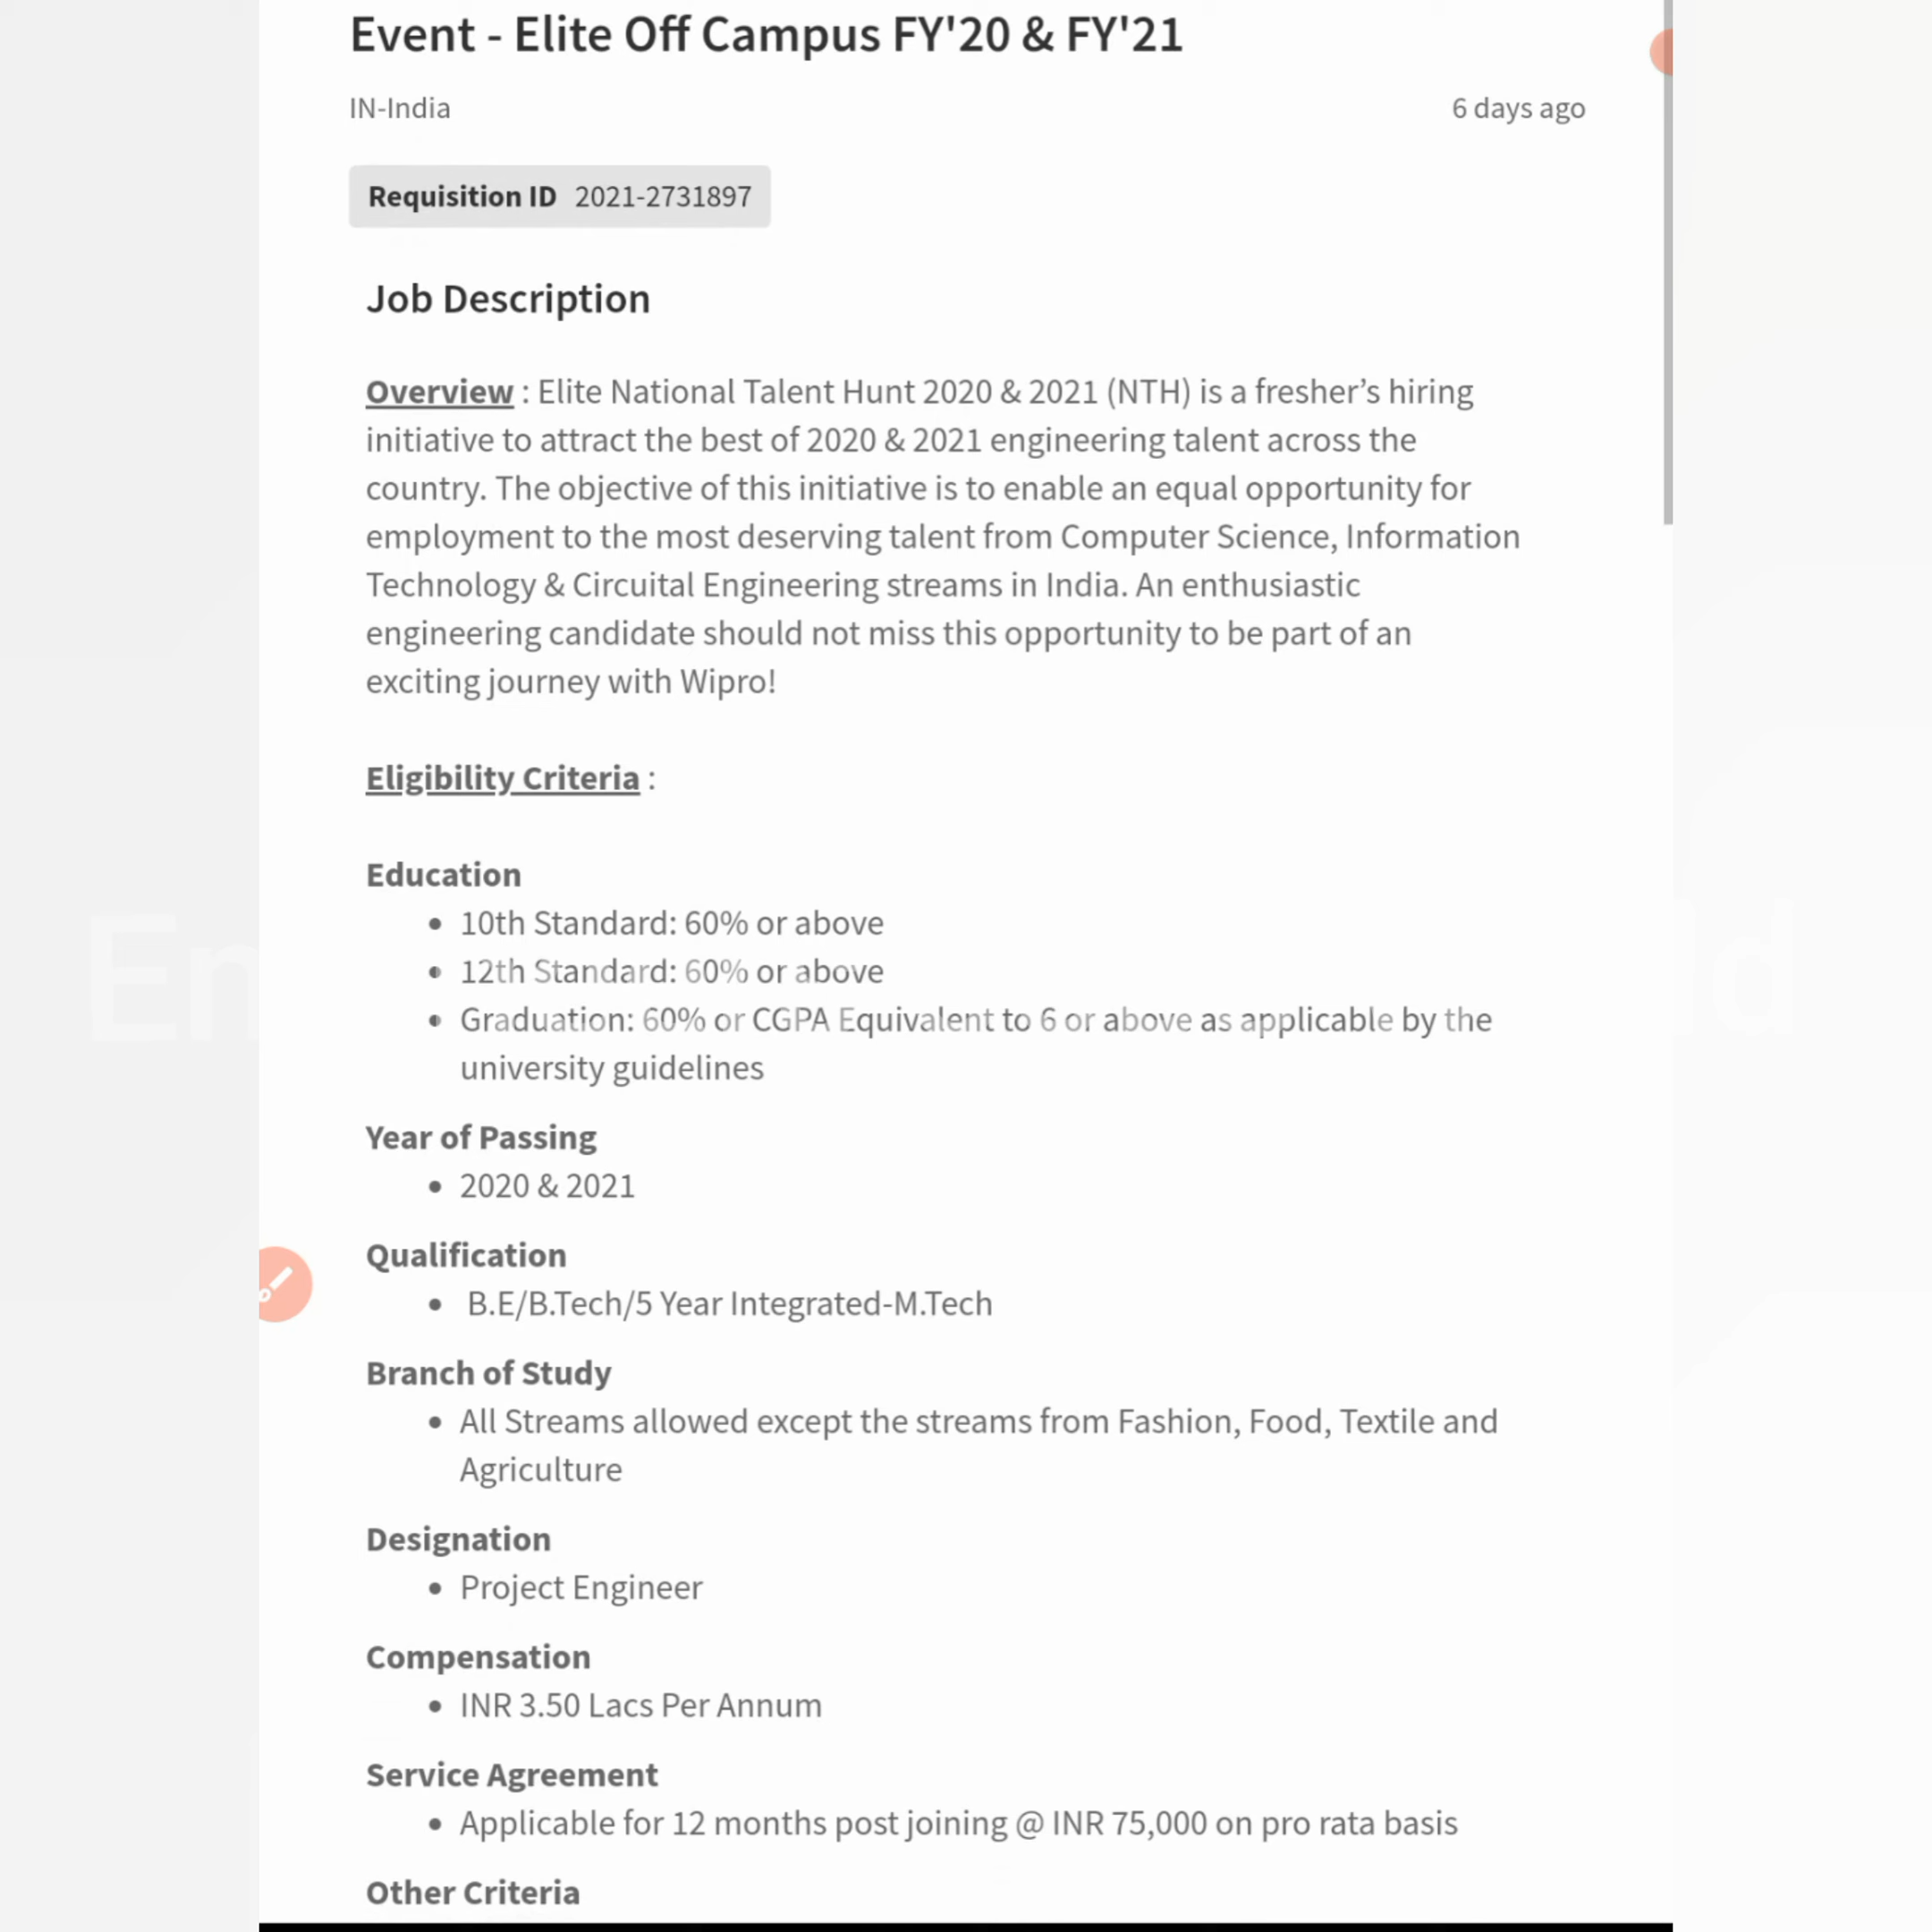 Event - Elite Off Campus FY'20 & FY'21
IN-India
6 days ago
Requisition ID 2021-2731897
Job Description
Overview : Elite National Talent Hunt 2020 & 2021 (NTH) is a fresher’s hiring
initiative to attract the best of 2020 & 2021 engineering talent across the
country. The objective of this initiative is to enable an equal opportunity for
employment to the most deserving talent from Computer Science, Information
Technology & Circuital Engineering streams in India. An enthusiastic
engineering candidate should not miss this opportunity to be part of an
exciting journey with Wipro!
Eligibility Criteria :
Education
• 10th Standard: 60% or above
• 12th Standard: 60% or above
• Graduation: 60% or CGPA Equivalent to 6 or above as applicable by the
university guidelines
Year of Passing
• 2020 & 2021
Qualification
• B.E/B.Tech/5 Year Integrated-M.Tech
Branch of Study
• All Streams allowed except the streams from Fashion, Food, Textile and
Agriculture
Designation
• Project Engineer
Compensation
• INR 3.50 Lacs Per Annum
Service Agreement
• Applicable for 12 months post joining @ INR 75,000 on pro rata basis
Other Criteria